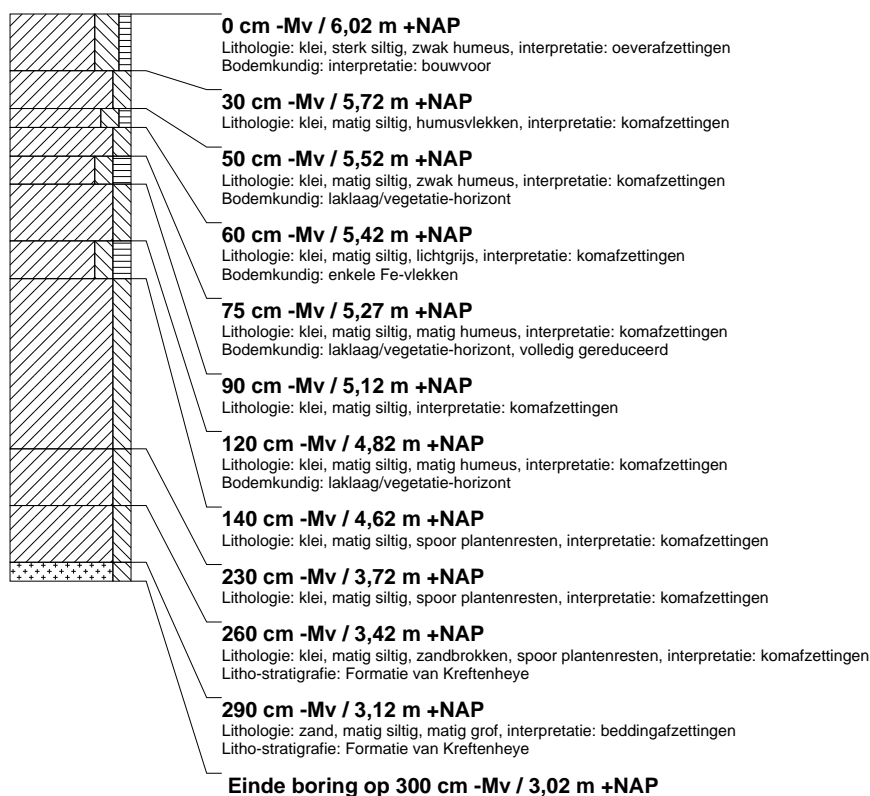 0 cm -Mv / 6,02 m +NAP
Lithologie: klei, sterk siltig, zwak humeus, interpretatie: oeverafzettingen
Bodemkundig: interpretatie: bouwvoor
30 cm -Mv / 5,72 m +NAP
Lithologie: klei, matig siltig, humusvlekken, interpretatie: komafzettingen
50 cm -Mv / 5,52 m +NAP
Lithologie: klei, matig siltig, zwak humeus, interpretatie: komafzettingen
Bodemkundig: laklaag/vegetatie-horizont
60 cm -Mv / 5,42 m +NAP
Lithologie: klei, matig siltig, lichtgrijs, interpretatie: komafzettingen
Bodemkundig: enkele Fe-vlekken
75 cm -Mv / 5,27 m +NAP
Lithologie: klei, matig siltig, matig humeus, interpretatie: komafzettingen
Bodemkundig: laklaag/vegetatie-horizont, volledig gereduceerd
90 cm -Mv / 5,12 m +NAP
Lithologie: klei, matig siltig, interpretatie: komafzettingen
120 cm -Mv / 4,82 m +NAP
Lithologie: klei, matig siltig, matig humeus, interpretatie: komafzettingen
Bodemkundig: laklaag/vegetatie-horizont
140 cm -Mv / 4,62 m +NAP
Lithologie: klei, matig siltig, spoor plantenresten, interpretatie: komafzettingen
230 cm -Mv / 3,72 m +NAP
Lithologie: klei, matig siltig, spoor plantenresten, interpretatie: komafzettingen
260 cm -Mv / 3,42 m +NAP
Lithologie: klei, matig siltig, zandbrokken, spoor plantenresten, interpretatie: komafzettingen
Litho-stratigrafie: Formatie van Kreftenheye
290 cm -Mv / 3,12 m +NAP
Lithologie: zand, matig siltig, matig grof, interpretatie: beddingafzettingen
Litho-stratigrafie: Formatie van Kreftenheye
Einde boring op 300 cm -Mv / 3,02 m +NAP